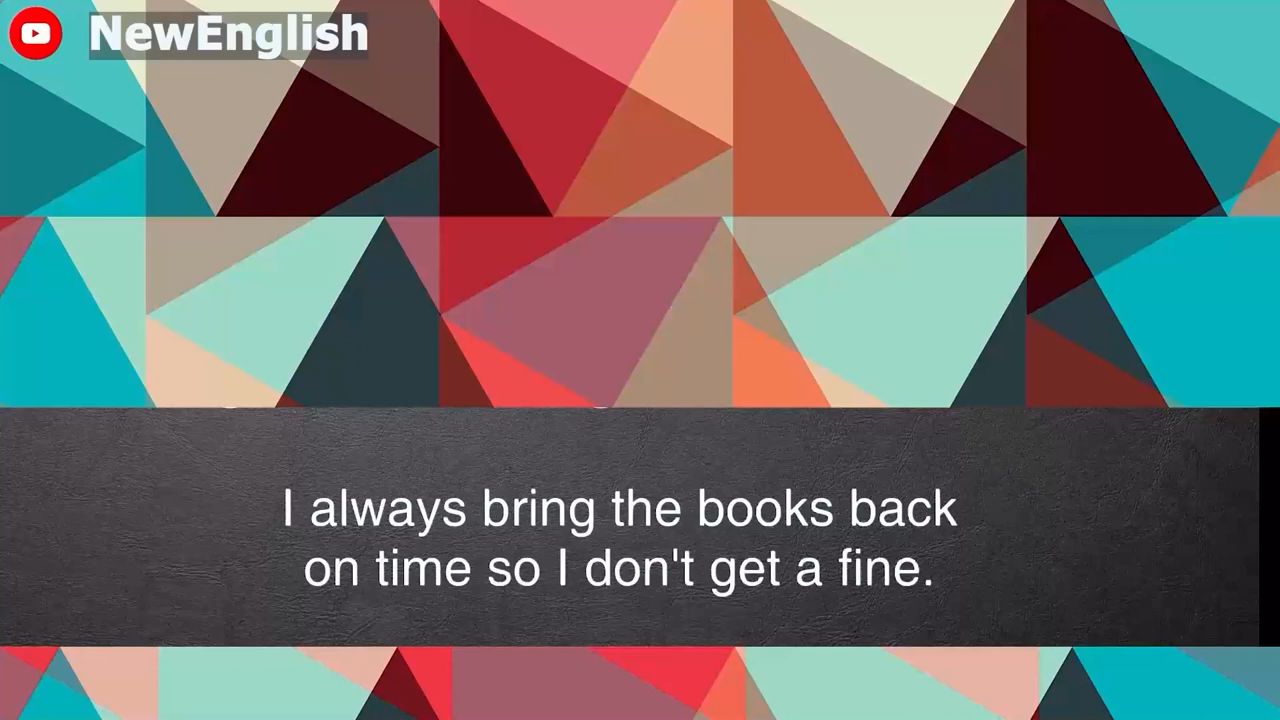 NewEnglish
I always bring the books back
on time so I don't get a fine.